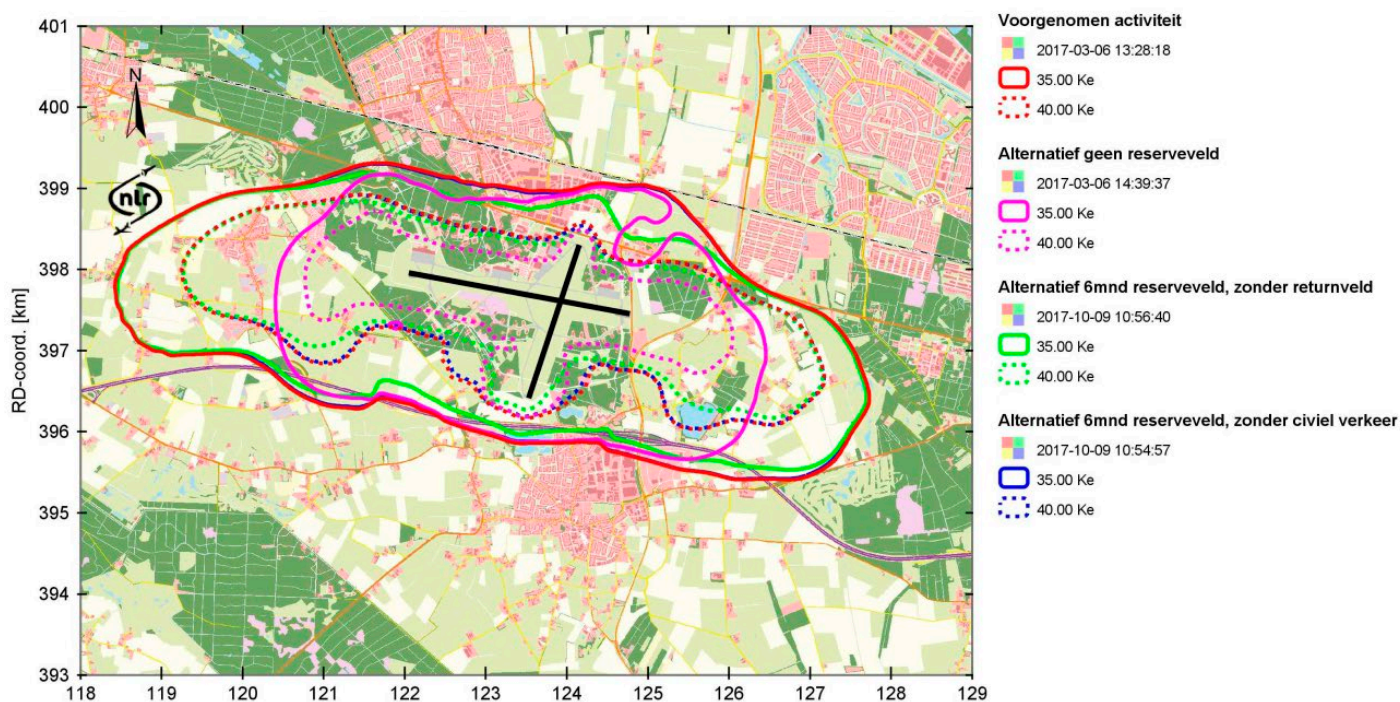 401
400
399
398
397
396
395
394
393
RD-coord. [km]
N
nlr
118 119 120 121 122 123 124 125 126 127 128 129
Voorgenomen activiteit
2017-03-06 13:28:18
35.00 Ke
40.00 Ke
Alternatief geen reserveveld
2017-03-06 14:39:37
35.00 Ke
40.00 Ke
Alternatief 6mnd reserveveld, zonder returnveld
2017-10-09 10:56:40
35.00 Ke
40.00 Ke
Alternatief 6mnd reserveveld, zonder civiel verkeer
2017-10-09 10:54:57
35.00 Ke
40.00 Ke